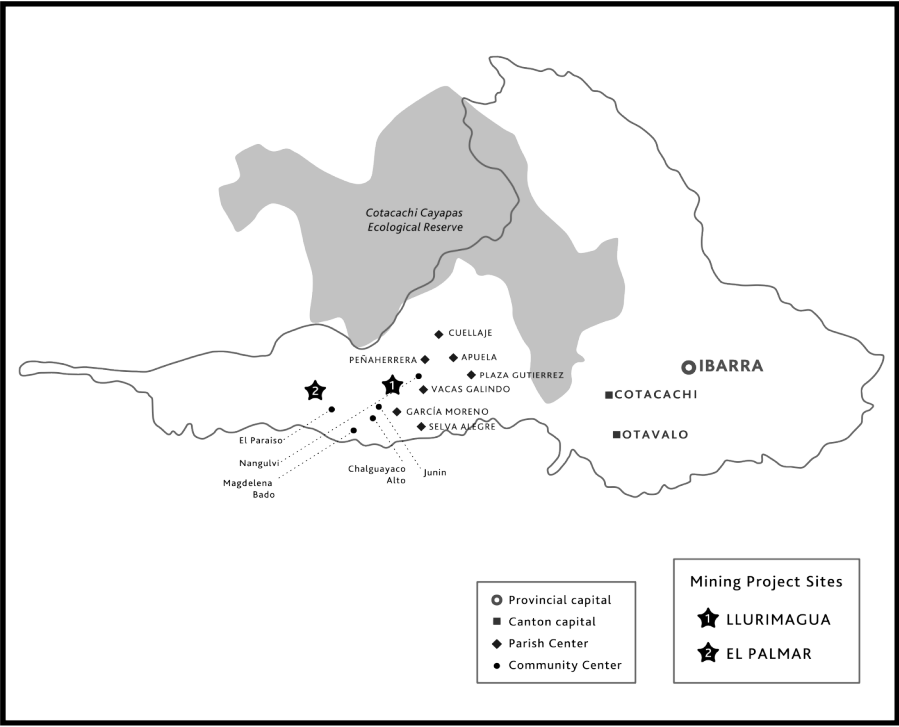 Cotacachi Cayapas
Ecological Reserve
CUELLAJE
PEÑAHERRERA
APUELA
PLAZA GUTIERREZ
IBARRA
1
2
VACAS GALINDO
COTACACHI
GARCÍA MORENO
SELVA ALEGRE
OTAVALO
El Paraiso
Nangulvi
Magdelena
Bado
Chalguayaco
Alto
Junin
Provincial capital
Canton capital
Parish Center
Community Center
Mining Project Sites
1 LLURIMAGUA
2 EL PALMAR